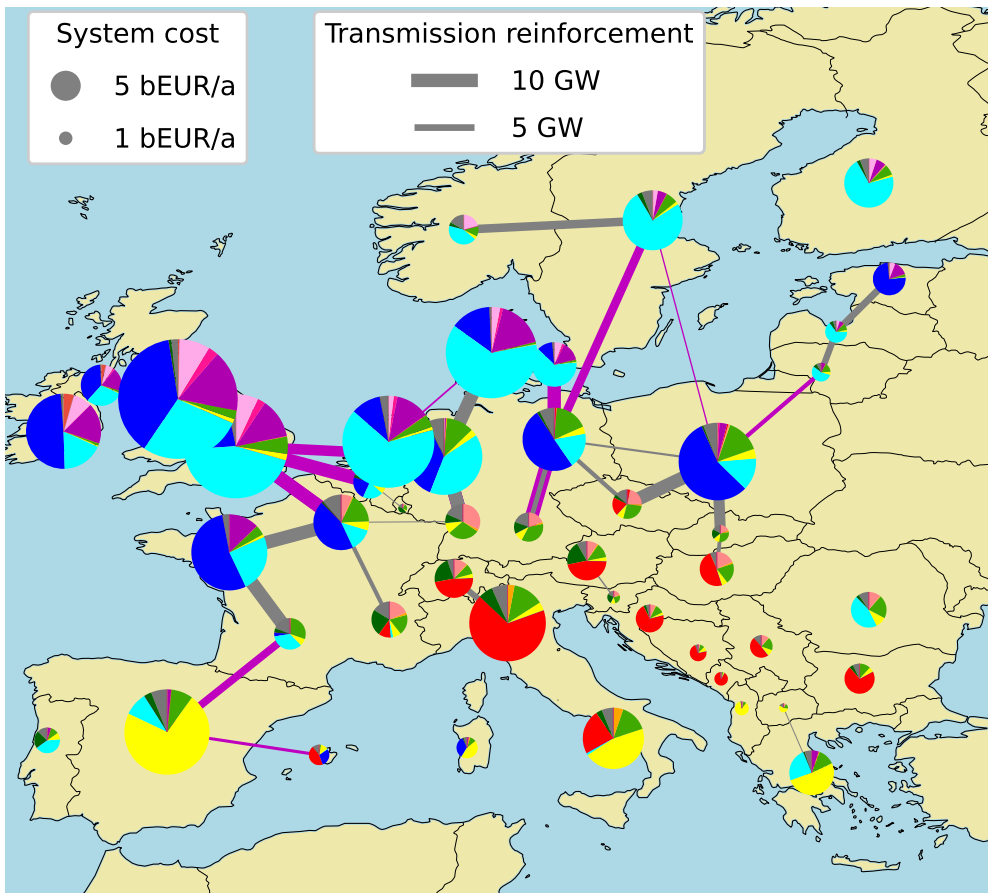 System cost
5 bEUR/a
1 bEUR/a
Transmission reinforcement
10 GW
5 GW